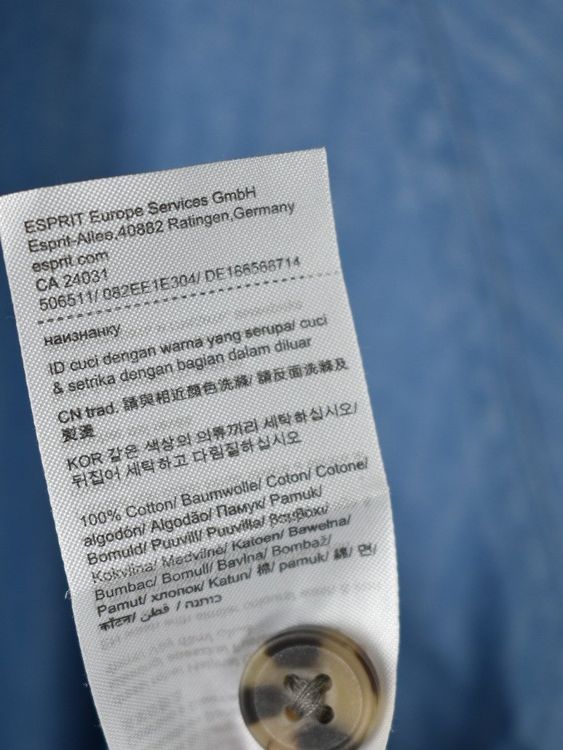 ESPRIT Europe Services GmbH
Esprit-Allee,40882 Ratingen,Germany
esprit.com
CA 24031
506511/ 082EE1E304/ DE166568714
наизнанку
ID cuci dengan warna yang serupa/ cuci
& setrika dengan bagian dalam diluar
CN trad. 請與相近顏色洗滌/ 請反面洗滌及
熨燙
KOR 같은 색상의 의류끼리 세탁하십시오/
뒤집어 세탁하고 다림질하십시오
100% Cotton/ Baumwolle/ Coton/ Cotone/
algodón/ Algodão/ Памук/ Pamuk/
Bomuld/ Puuvill/ Puuvilla/ Βαμβάκι/
Kokvilna/ Medvilnė/ Katoen/ Bawełna/
Bumbac/ Bomull/ Bavlna/ Bombaž/
Pamut/ хлопок/ Katun/ 棉/ pamuk/ 綿/ 면/
कॉटन/ قطن / כותנה